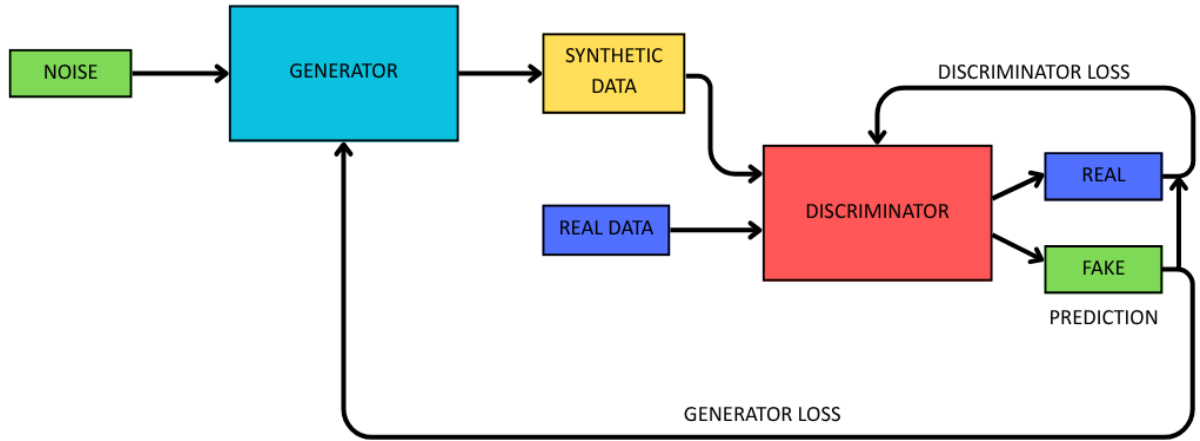 NOISE
GENERATOR
SYNTHETIC
DATA
DISCRIMINATOR LOSS
REAL DATA
DISCRIMINATOR
REAL
FAKE
PREDICTION
GENERATOR LOSS